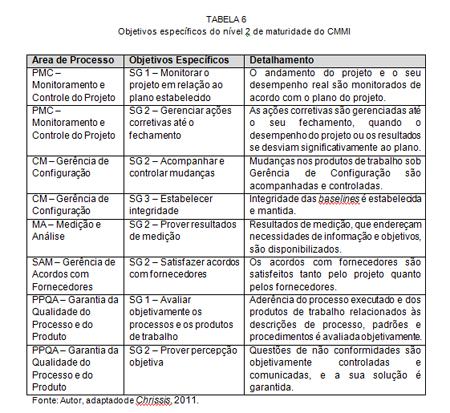 TABELA 6
Objetivos específicos do nível 2 de maturidade do CMMI
Area de Processo Objetivos Específicos Detalhamento
PMC –
Monitoramento e
Controle do Projeto
SG 1 – Monitorar o
projeto em relação ao
plano estabelecido
O andamento do projeto e o seu
desempenho real são monitorados de
acordo com o plano do projeto.
PMC –
Monitoramento e
Controle do Projeto
SG 2 – Gerenciar ações
corretivas até o
fechamento
As ações corretivas são gerenciadas até
o seu fechamento, quando o
desempenho do projeto ou os resultados
se desviam significativamente ao plano.
CM – Gerência de
Configuração
SG 2 – Acompanhar e
controlar mudanças
Mudanças nos produtos de trabalho sob
Gerência de Configuração são
acompanhadas e controladas.
CM – Gerência de
Configuração
SG 3 – Estabelecer
integridade
Integridade das baselines é estabelecida
e mantida.
MA – Medição e
Análise
SG 2 – Prover resultados
de medição
Resultados de medição, que endereçam
necesidades de informação e objetivos,
são disponibilizados.
SAM – Gerência de
Acordos com
Fornecedores
SG 2 – Satisfazer acordos
com fornecedores
Os acordos com fornecedores são
satisfeitos tanto pelo projeto quanto
pelos fornecedores.
PPQA – Garantia da
Qualidade do
Processo e do
Produto
SG 1 – Avaliar
objetivamente os
processos e os produtos
de trabalho
Aderência do processo executado e dos
produtos de trabalho relacionados às
descrições de processo, padrões e
procedimentos é avaliada objetivamente.
PPQA – Garantia da
Qualidade do
Processo e do
Produto
SG 2 – Prover percepção
objetiva
Questões de não conformidades são
objetivamente controladas e
comunicadas, e a sua solução é
garantida.
Fonte: Autor, adaptado de Chrissis, 2011.